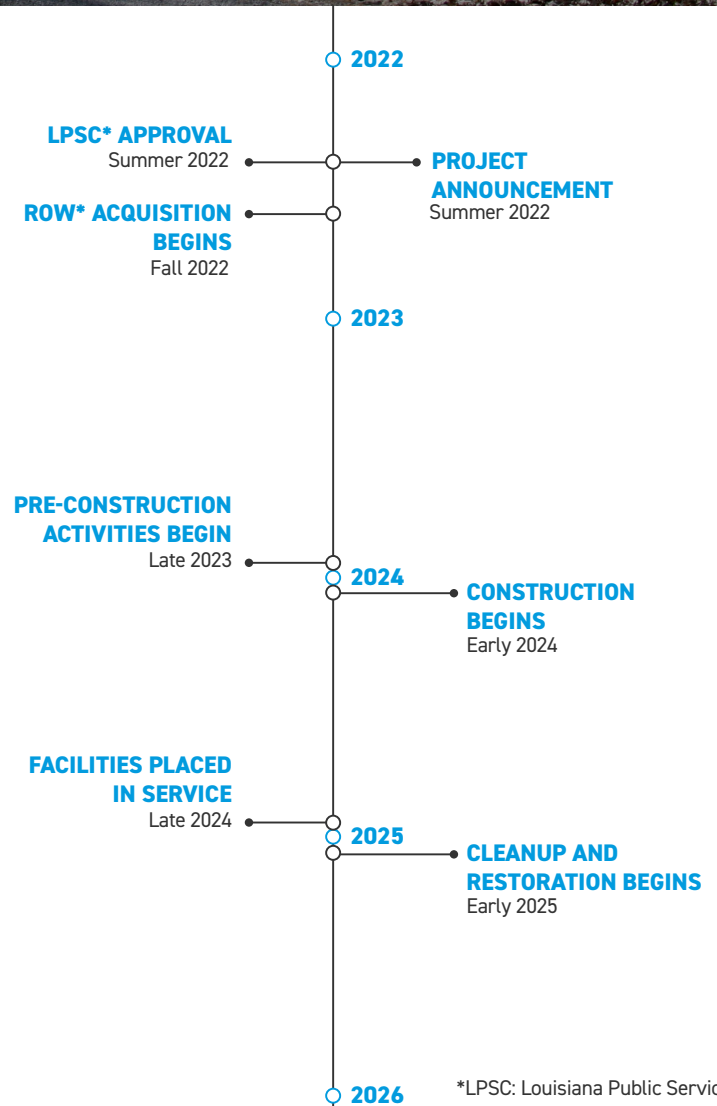 2022
LPSC* APPROVAL
Summer 2022
PROJECT
ANNOUNCEMENT
Summer 2022
ROW* ACQUISITION
BEGINS
Fall 2022
2023
PRE-CONSTRUCTION
ACTIVITIES BEGIN
Late 2023
2024
CONSTRUCTION
BEGINS
Early 2024
FACILITIES PLACED
IN SERVICE
Late 2024
2025
CLEANUP AND
RESTORATION BEGINS
Early 2025
2026
*LPSC: Louisiana Public